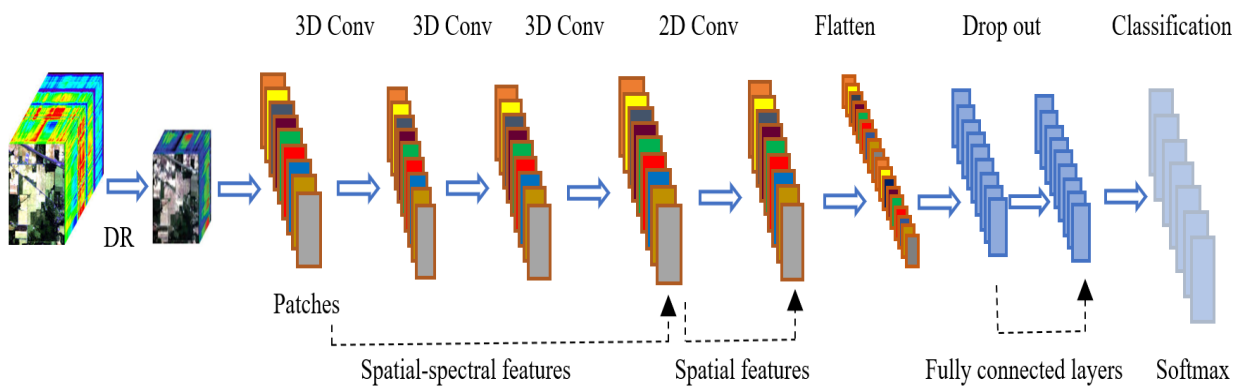 3D Conv 3D Conv 3D Conv 2D Conv Flatten Drop out Classification
DR
Patches
Spatial-spectral features Spatial features Fully connected layers Softmax